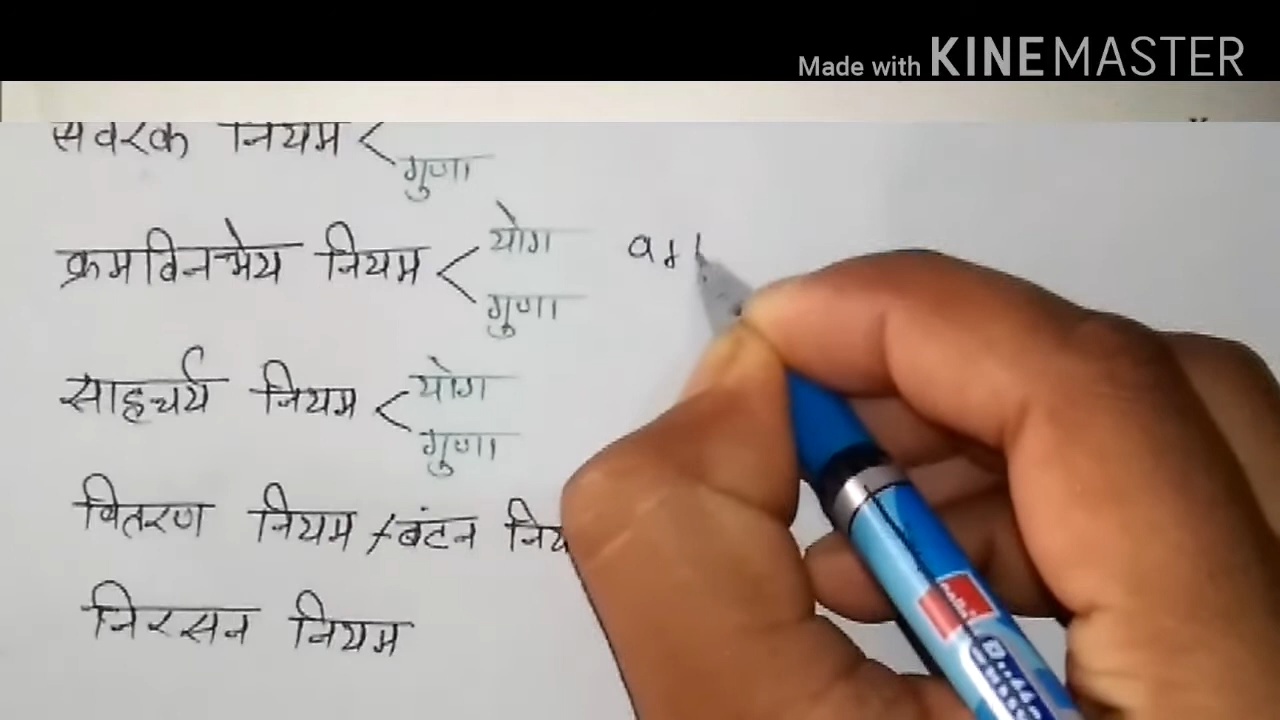 Made with KINEMASTER
संवरक नियम < गुणा
क्रमविनिमेय नियम < योग a + b
गुणा
साहचर्य नियम < योग
गुणा
वितरण नियम / बंटन निय
निरसन नियम